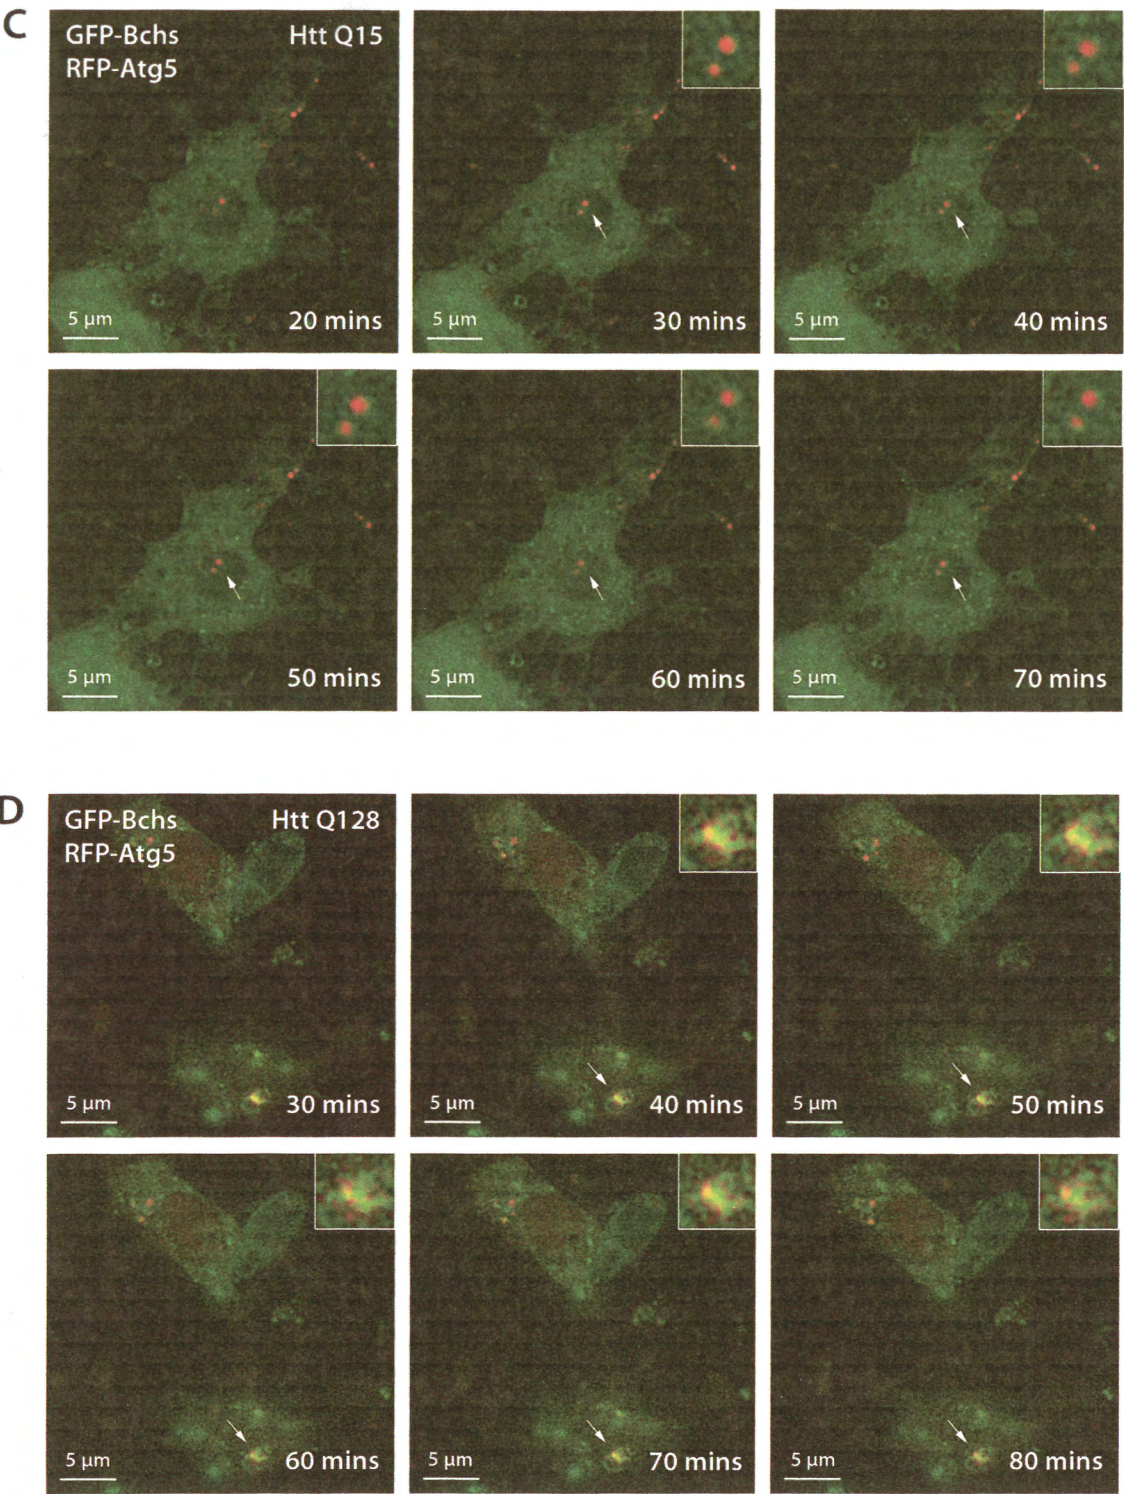 C
GFP-Bchs Htt Q15
RFP-Atg5
5 µm 20 mins
5 µm 30 mins
5 µm 40 mins
5 µm 50 mins
5 µm 60 mins
5 µm 70 mins
D
GFP-Bchs Htt Q128
RFP-Atg5
5 µm 30 mins
5 µm 40 mins
5 µm 50 mins
5 µm 60 mins
5 µm 70 mins
5 µm 80 mins